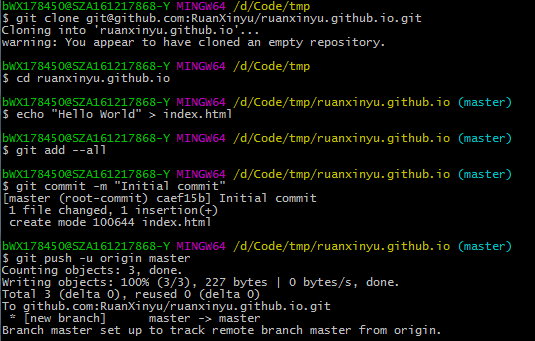 bWX178450@SZA161217868-Y MINGW64 /d/Code/tmp
$ git clone git@github.com:RuanXinyu/ruanxinyu.github.io.git
Cloning into 'ruanxinyu.github.io'...
warning: You appear to have cloned an empty repository.
bWX178450@SZA161217868-Y MINGW64 /d/Code/tmp
$ cd ruanxinyu.github.io
bWX178450@SZA161217868-Y MINGW64 /d/Code/tmp/ruanxinyu.github.io (master)
$ echo "Hello World" > index.html
bWX178450@SZA161217868-Y MINGW64 /d/Code/tmp/ruanxinyu.github.io (master)
$ git add --all
bWX178450@SZA161217868-Y MINGW64 /d/Code/tmp/ruanxinyu.github.io (master)
$ git commit -m "Initial commit"
[master (root-commit) caef15b] Initial commit
 1 file changed, 1 insertion(+)
 create mode 100644 index.html
bWX178450@SZA161217868-Y MINGW64 /d/Code/tmp/ruanxinyu.github.io (master)
$ git push -u origin master
Counting objects: 3, done.
Writing objects: 100% (3/3), 227 bytes | 0 bytes/s, done.
Total 3 (delta 0), reused 0 (delta 0)
To github.com:RuanXinyu/ruanxinyu.github.io.git
 * [new branch]      master -> master
Branch master set up to track remote branch master from origin.